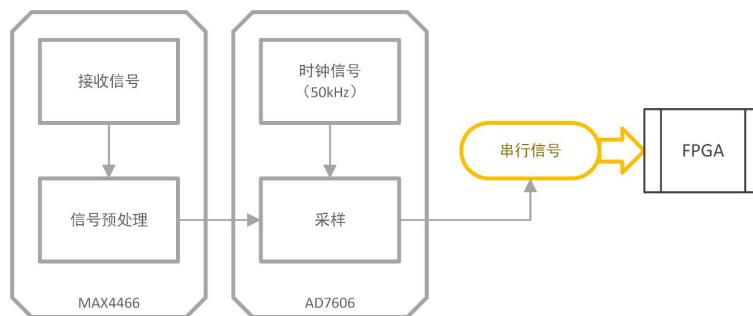 接收信号
信号预处理
MAX4466
时钟信号
（50kHz）
采样
AD7606
串行信号
FPGA